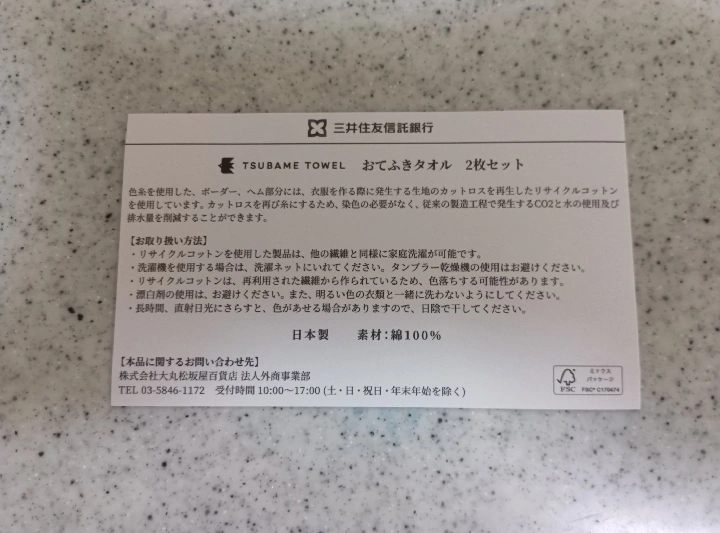 三井住友信託銀行
TSUBAME TOWEL おてふきタオル 2枚セット
色糸を使用した、ボーダー、ヘム部分には、衣服を作る際に発生する生地のカットロスを再生したリサイクルコットン
を使用しています。カットロスを再び糸にするため、染色の必要がなく、従来の製造工程で発生するCO2と水の使用及び
排水量を削減することができます。
【お取り扱い方法】
・リサイクルコットンを使用した製品は、他の繊維と同様に家庭洗濯が可能です。
・洗濯機を使用する場合は、洗濯ネットにいれてください。タンブラー乾燥機の使用はお避けください。
・リサイクルコットンは、再利用された繊維から作られているため、色落ちする可能性があります。
・漂白剤の使用は、お避けください。また、明るい色の衣類と一緒に洗わないようにしてください。
・長時間、直射日光にさらすと、色があせる場合がありますので、日陰で干してください。
日本製 素材：綿100%
【本品に関するお問い合わせ先】
株式会社大丸松坂屋百貨店 法人外商事業部
TEL 03-5846-1172 受付時間 10:00〜17:00 (土・日・祝日・年末年始を除く)
ミックス
パッケージ
FSC
FSC® C170474